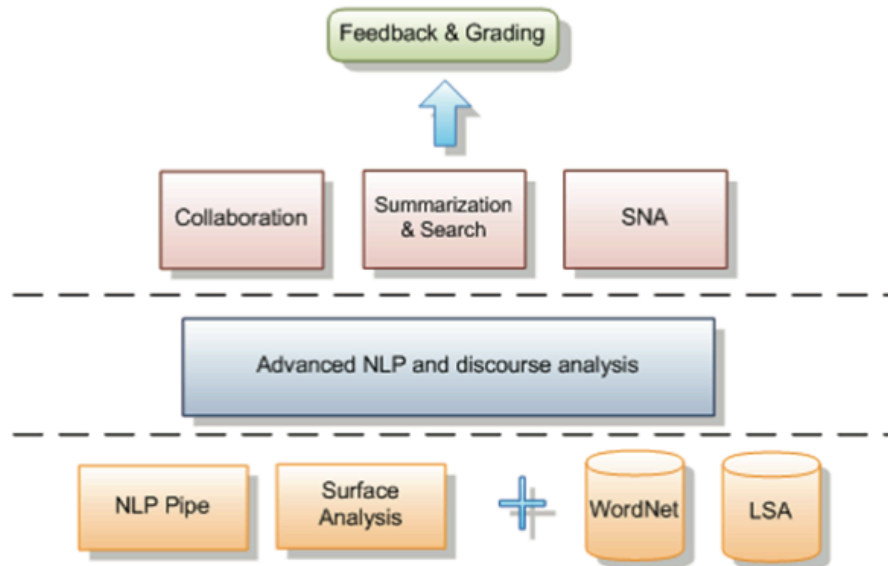 Feedback & Grading
Collaboration
Summarization
& Search
SNA
Advanced NLP and discourse analysis
NLP Pipe
Surface
Analysis
WordNet
LSA